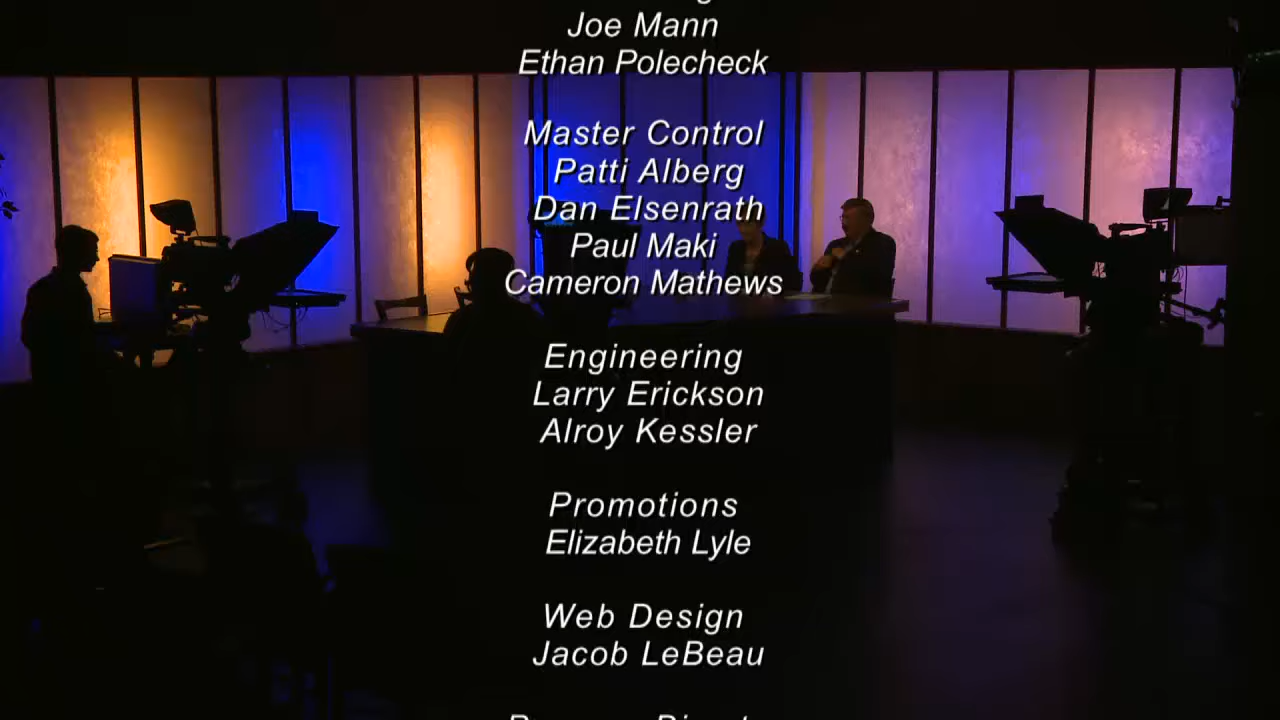 Joe Mann
Ethan Polecheck
Master Control
Patti Alberg
Dan Elsenrath
Paul Maki
Cameron Mathews
Engineering
Larry Erickson
Alroy Kessler
Promotions
Elizabeth Lyle
Web Design
Jacob LeBeau